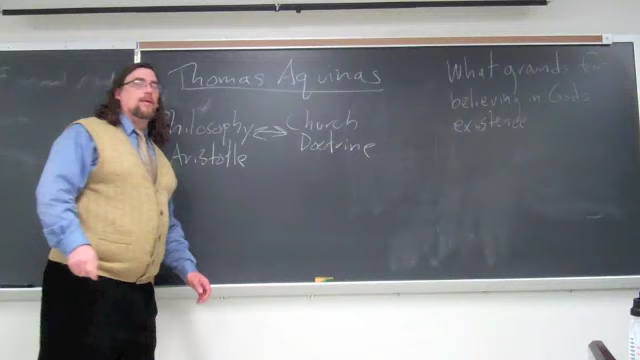 Thomas Aquinas
Philosophy ↔ Church
Aristotle Doctrine
What grounds for
believing in God's
existence